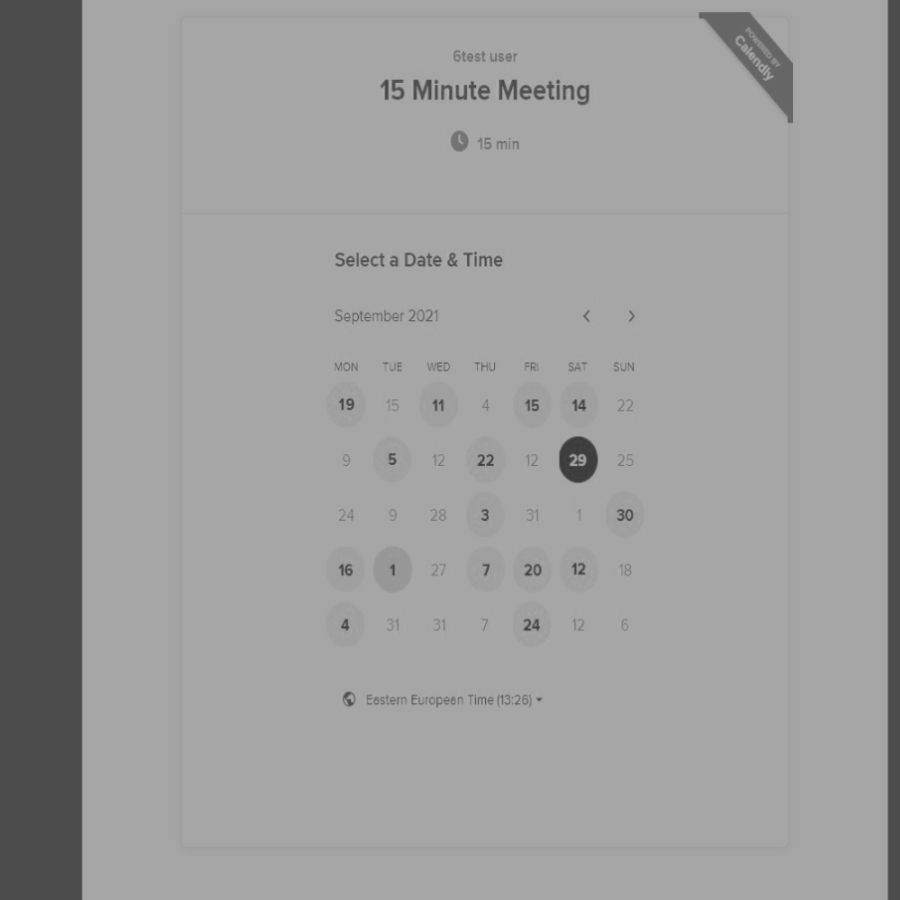 POWERED BY
Calendly
6test user
15 Minute Meeting
15 min
Select a Date & Time
September 2021
MON TUE WED THU FRI SAT SUN
19 15 11 4 15 14 22
9 5 12 22 12 29 25
24 9 28 3 31 1 30
16 1 27 7 20 12 18
4 31 31 7 24 12 6
Eastern European Time (13:26)